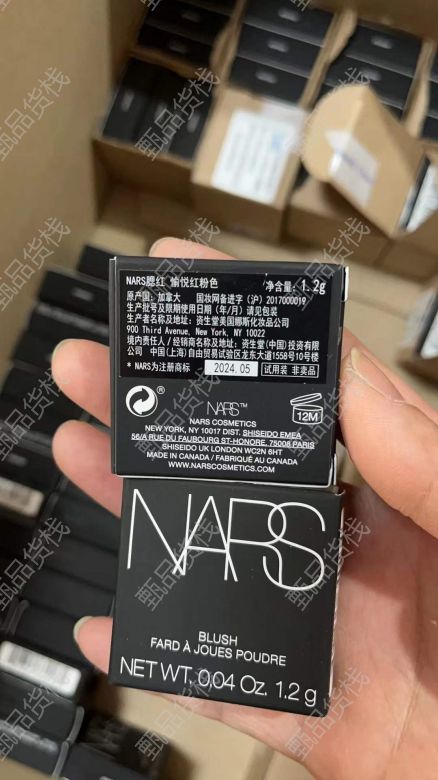 NARS腮红 愉悦红粉色 净含量: 1.2g
原产国: 加拿大 国妆网备进字 (沪) 2017000019
生产批号及限期使用日期 (年/月) 请见包装
生产者名称及地址: 资生堂美国娜斯化妆品公司
900 Third Avenue, New York, NY 10022
境内责任人/经销商名称及地址: 资生堂(中国)投资有限
公司 中国(上海)自由贸易试验区龙东大道1558号10号楼
* NARS为注册商标 2024.05 试用装 非卖品
®
NARS™
12M
NARS COSMETICS
NEW YORK, NY 10017 DIST. SHISEIDO EMEA
56/A RUE DU FAUBOURG ST-HONORE, 75008 PARIS
SHISEIDO UK LONDON WC2N 6HT
MADE IN CANADA / FABRIQUÉ AU CANADA
WWW.NARSCOSMETICS.COM
NARS
BLUSH
FARD À JOUES POUDRE
NET WT. 0.04 Oz. 1.2 g
甄品货栈